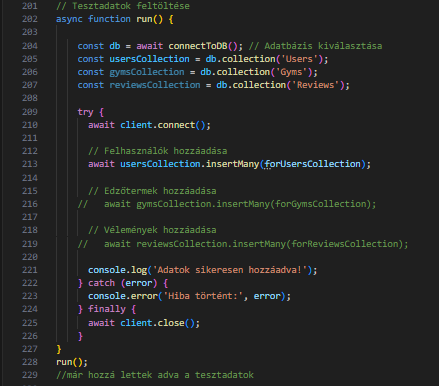 201 // Tesztadatok feltöltése
202 async function run() {
203
204 const db = await connectToDB(); // Adatbázis kiválasztása
205 const usersCollection = db.collection('Users');
206 const gymsCollection = db.collection('Gyms');
207 const reviewsCollection = db.collection('Reviews');
208
209 try {
210 await client.connect();
211
212 // Felhasználók hozzáadása
213 await usersCollection.insertMany(forUsersCollection);
214
215 // Edzőtermek hozzáadása
216 // await gymsCollection.insertMany(forGymsCollection);
217
218 // Vélemények hozzáadása
219 // await reviewsCollection.insertMany(forReviewsCollection);
220
221 console.log('Adatok sikeresen hozzáadva!');
222 } catch (error) {
223 console.error('Hiba történt:', error);
224 } finally {
225 await client.close();
226 }
227 }
228 run();
229 //már hozzá lettek adva a tesztadatok